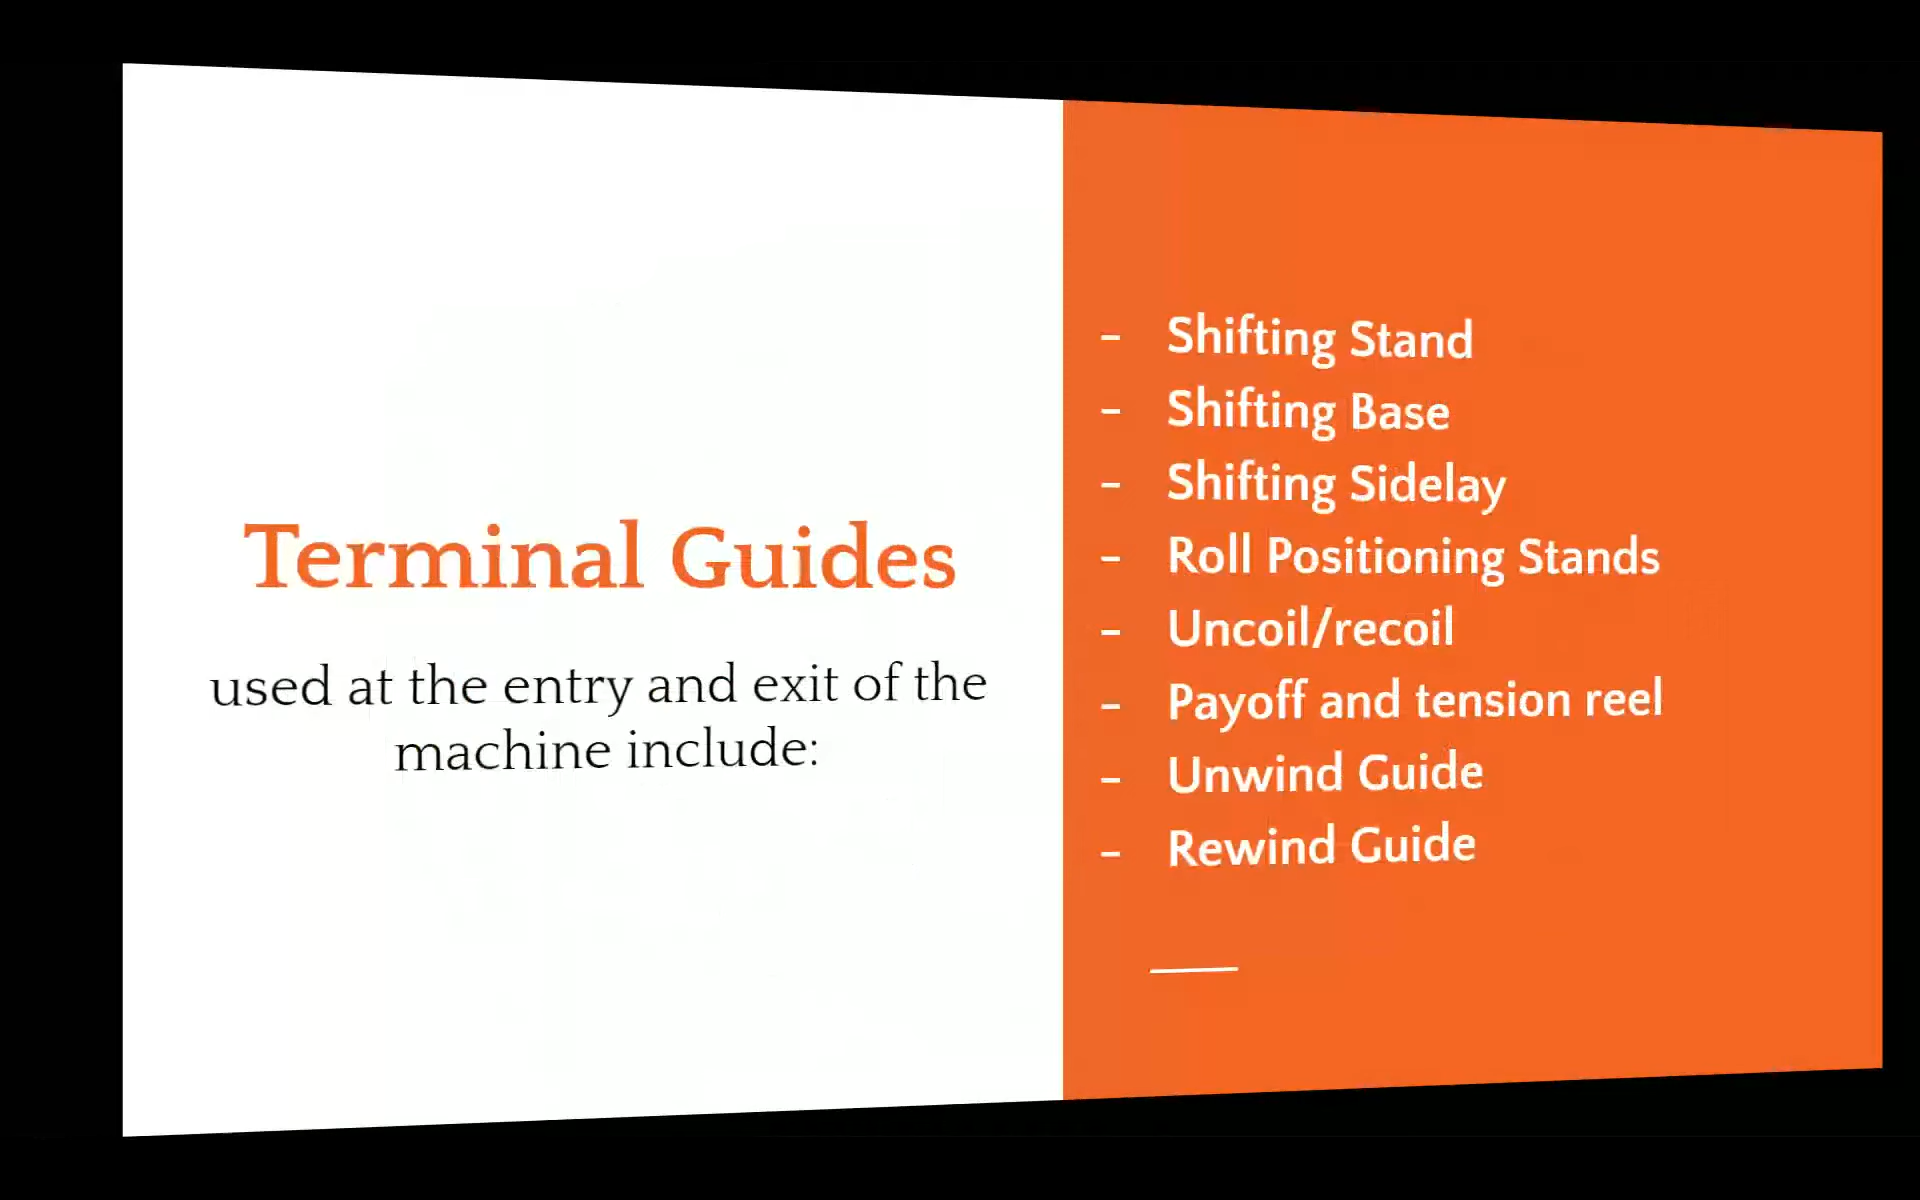 Terminal Guides
used at the entry and exit of the
machine include:
- Shifting Stand
- Shifting Base
- Shifting Sidelay
- Roll Positioning Stands
- Uncoil/recoil
- Payoff and tension reel
- Unwind Guide
- Rewind Guide